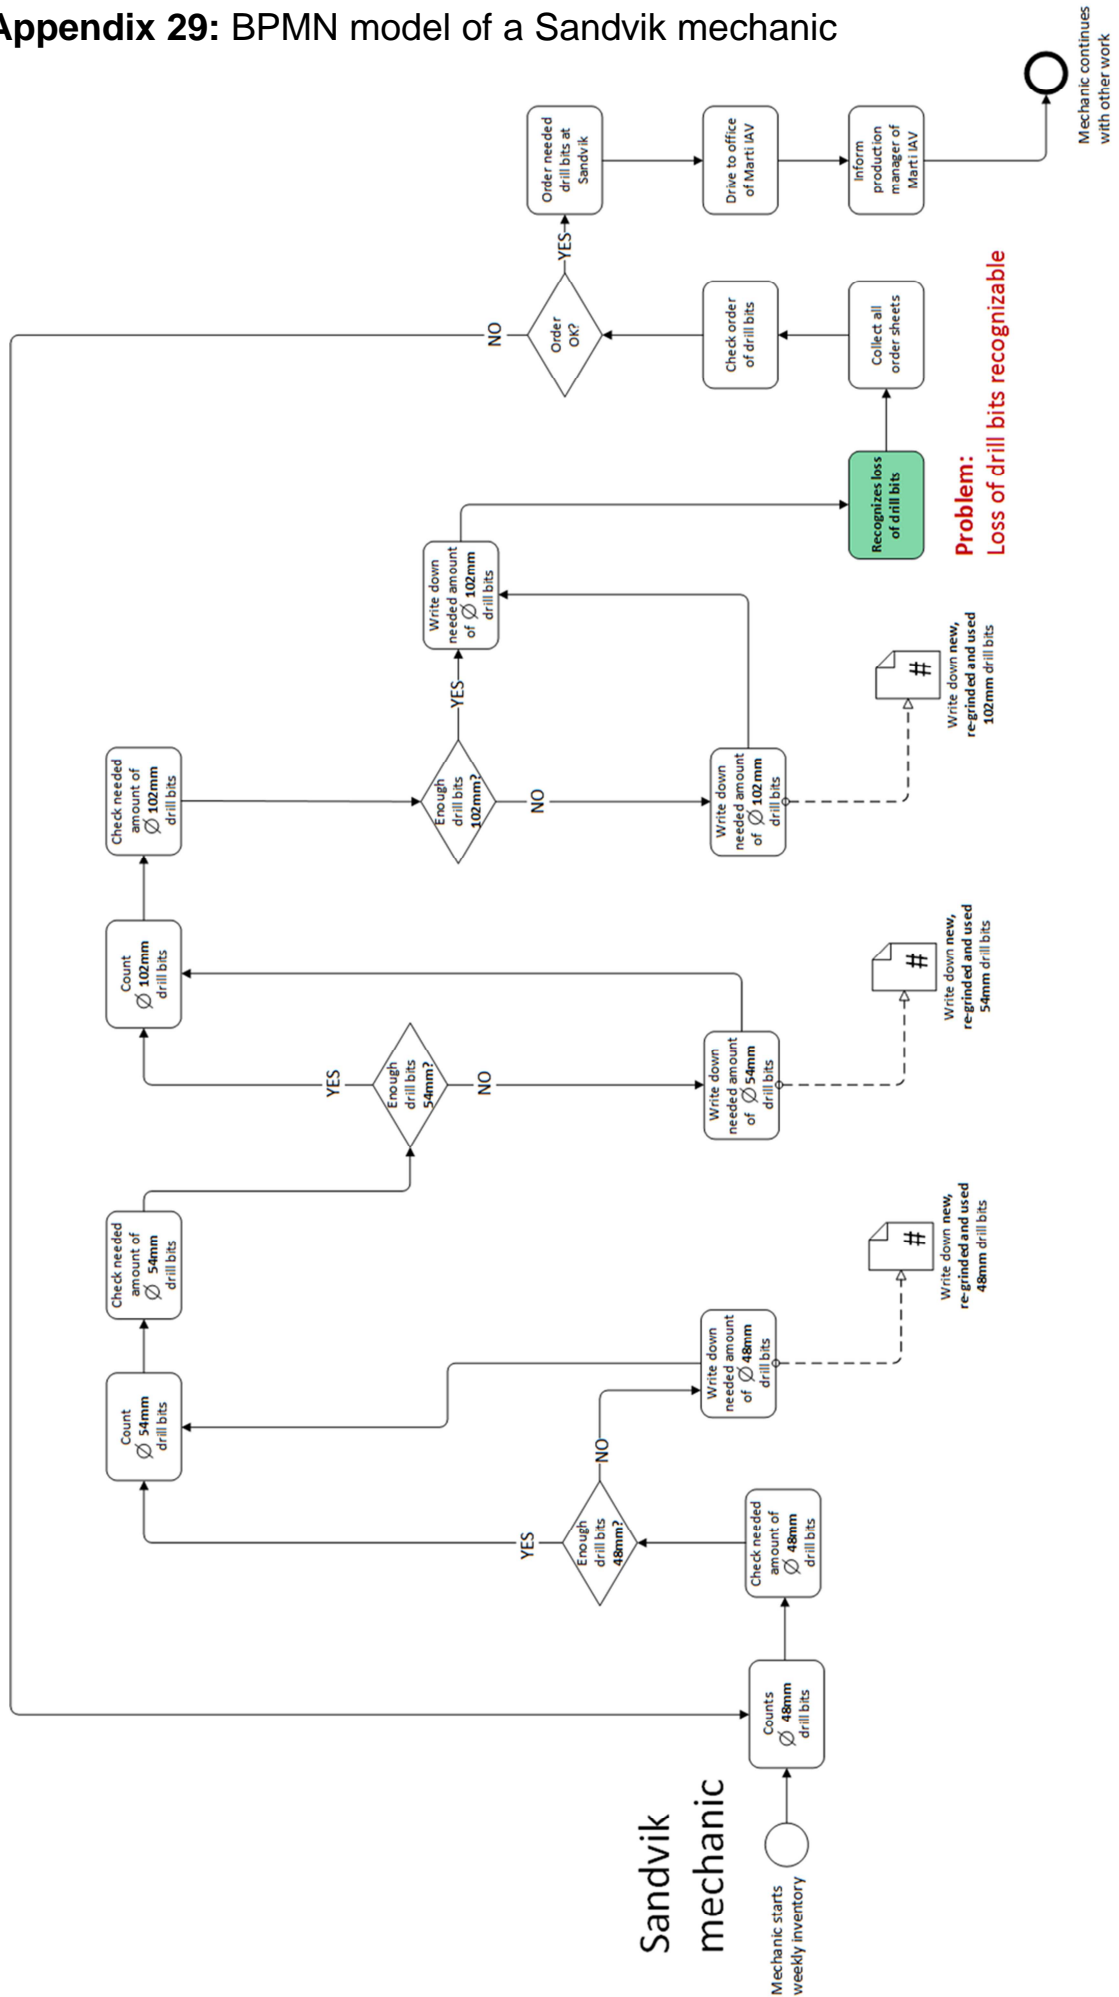 Appendix 29: BPMN model of a Sandvik mechanic
Sandvik
mechanic
Mechanic starts
weekly inventory
Counts
∅ 48mm
drill bits
Check needed
amount of
∅ 48mm
drill bits
Enough
drill bits
48mm?
YES
NO
Write down
needed amount
of ∅ 48mm
drill bits
Write down new,
re-grinded and used
48mm drill bits
#
Count
∅ 54mm
drill bits
Check needed
amount of
∅ 54mm
drill bits
Enough
drill bits
54mm?
YES
NO
Write down
needed amount
of ∅ 54mm
drill bits
Write down new,
re-grinded and used
54mm drill bits
#
Count
∅ 102mm
drill bits
Check needed
amount of
∅ 102mm
drill bits
Enough
drill bits
102mm?
YES
NO
Write down
needed amount
of ∅ 102mm
drill bits
Write down
needed amount
of ∅ 102mm
drill bits
Write down new,
re-grinded and used
102mm drill bits
#
Recognizes loss
of drill bits
Problem:
Loss of drill bits recognizable
Collect all
order sheets
Check order
of drill bits
Order
OK?
NO
YES
Order needed
drill bits at
Sandvik
Drive to office
of Marti IAV
Inform
production
manager of
Marti IAV
Mechanic continues
with other work